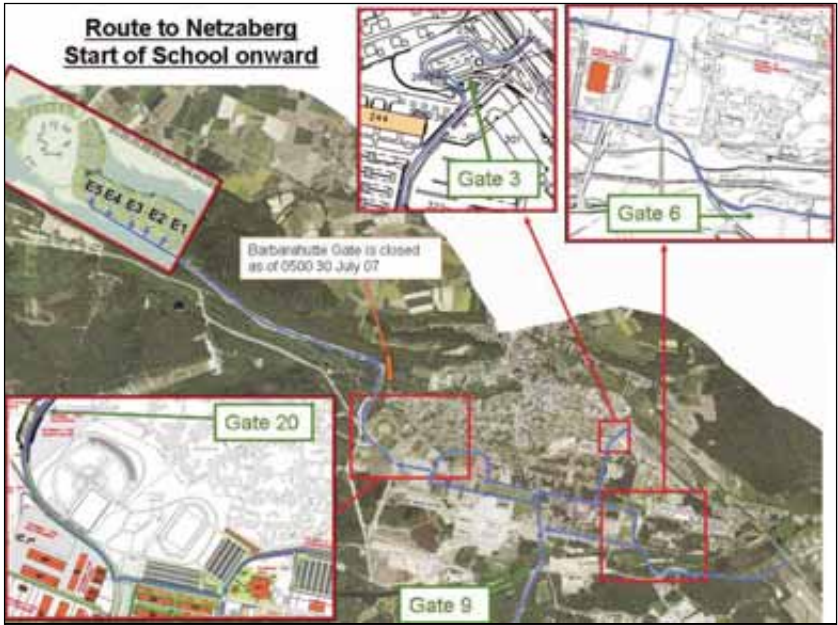 Route to Netzaberg
Start of School onward
E5 E4 E3 E2 E1
Barbarahutte Gate is closed
as of 0500 30 July 07
244
Gate 3
Gate 6
Gate 20
Gate 9